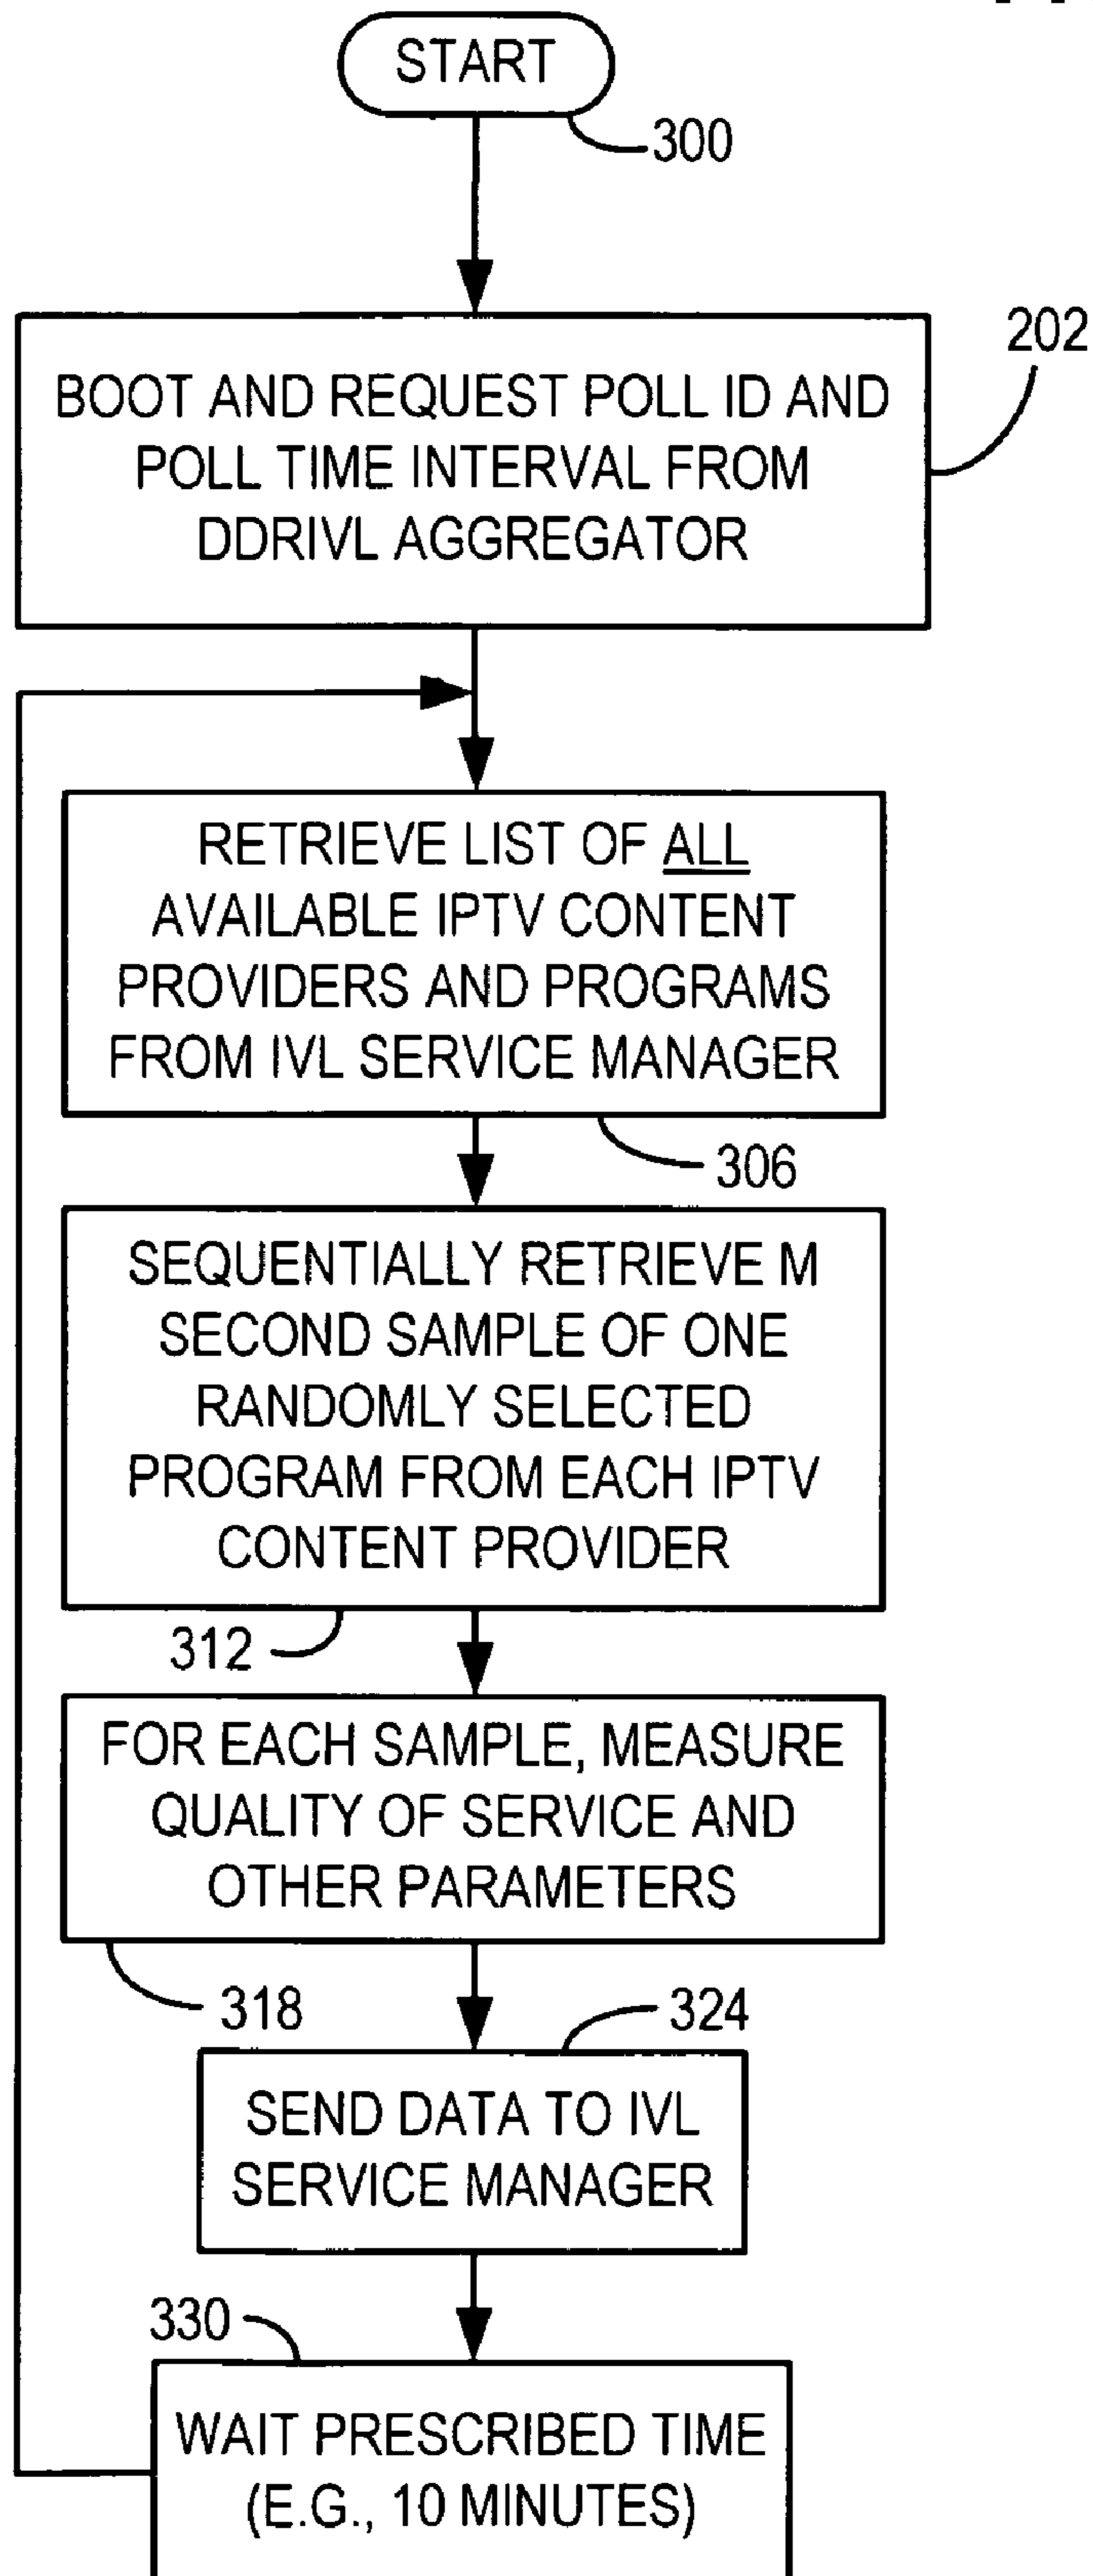 START
300
202
BOOT AND REQUEST POLL ID AND
POLL TIME INTERVAL FROM
DDRIVL AGGREGATOR
RETRIEVE LIST OF ALL
AVAILABLE IPTV CONTENT
PROVIDERS AND PROGRAMS
FROM IVL SERVICE MANAGER
306
SEQUENTIALLY RETRIEVE M
SECOND SAMPLE OF ONE
RANDOMLY SELECTED
PROGRAM FROM EACH IPTV
CONTENT PROVIDER
312
FOR EACH SAMPLE, MEASURE
QUALITY OF SERVICE AND
OTHER PARAMETERS
318
324
SEND DATA TO IVL
SERVICE MANAGER
330
WAIT PRESCRIBED TIME
(E.G., 10 MINUTES)